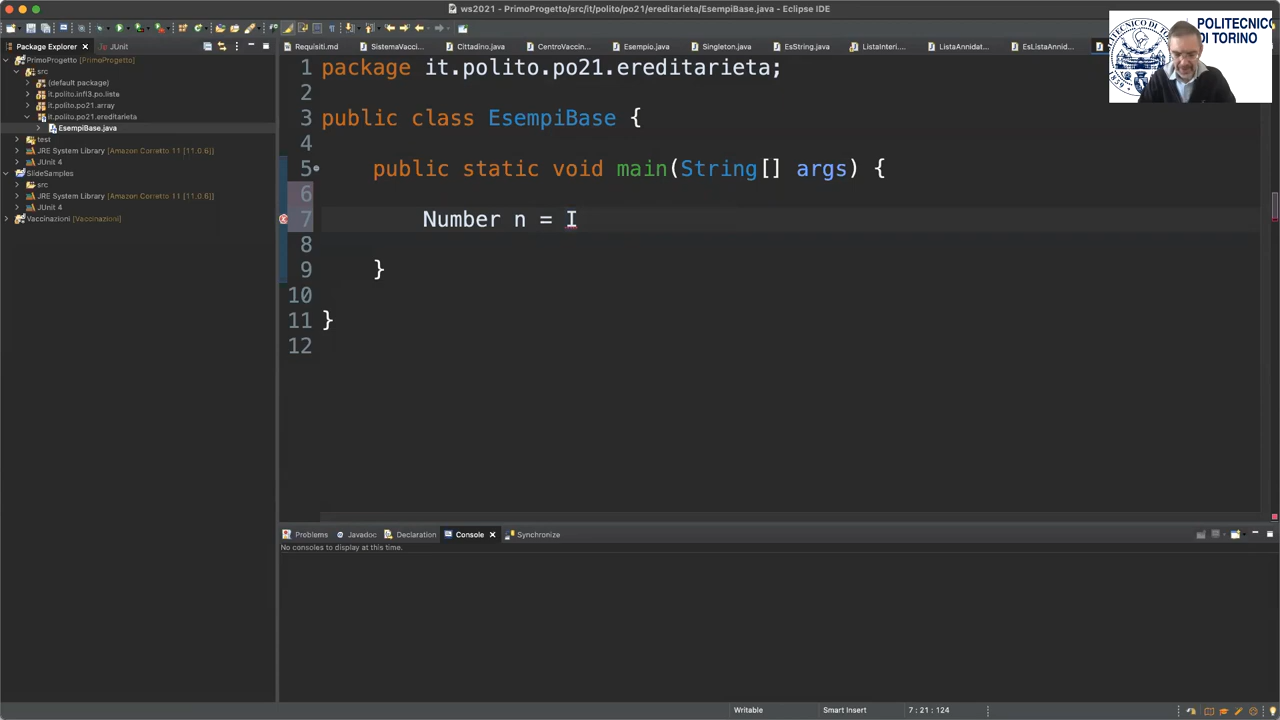 ws2021 - PrimoProgetto/src/it/polito/po21/ereditarieta/EsempiBase.java - Eclipse IDE
POLITECNICO
DI TORINO
Package Explorer
JUnit
Requisiti.md
SistemaVacci...
Cittadino.java
CentroVaccin...
Esempio.java
Singleton.java
EsString.java
ListaInteri....
ListaAnnidat...
EsListaAnnid...
PrimoProgetto [PrimoProgetto]
src
(default package)
it.polito.inf13.po.liste
it.polito.po21.array
it.polito.po21.ereditarieta
EsempiBase.java
test
JRE System Library [Amazon Corretto 11 [11.0.6]]
JUnit 4
SlideSamples
src
JRE System Library [Amazon Corretto 11 [11.0.6]]
JUnit 4
Vaccinazioni [Vaccinazioni]
1 package it.polito.po21.ereditarieta;
2
3 public class EsempiBase {
4
5 public static void main(String[] args) {
6
7 Number n = I
8
9 }
10
11 }
12
Problems
Javadoc
Declaration
Console
Synchronize
No consoles to display at this time.
Writable
Smart Insert
7 : 21 : 124